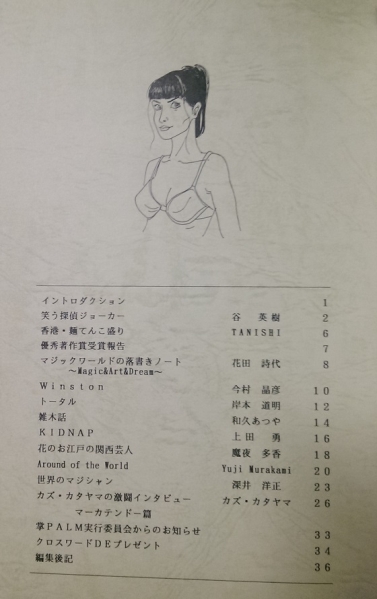 イントロダクション 1
笑う探偵ジョーカー 谷 英樹 2
香港・麺てんこ盛り TANISHI 6
優秀著作賞受賞報告 7
マジックワールドの落書きノート 花田 詩代 8
～Magic&Art&Dream～
Winston 今村 晶彦 10
トータル 岸本 道明 12
雑木話 和久あつや 14
KIDNAP 上田 勇 16
花のお江戸の関西芸人 魔夜 多香 18
Around of the World Yuji Murakami 20
世界のマジシャン 深井 洋正 23
カズ・カタヤマの激闘インタビュー カズ・カタヤマ 26
マーカテンドー篇
掌PALM実行委員会からのお知らせ 33
クロスワードDEプレゼント 34
編集後記 36